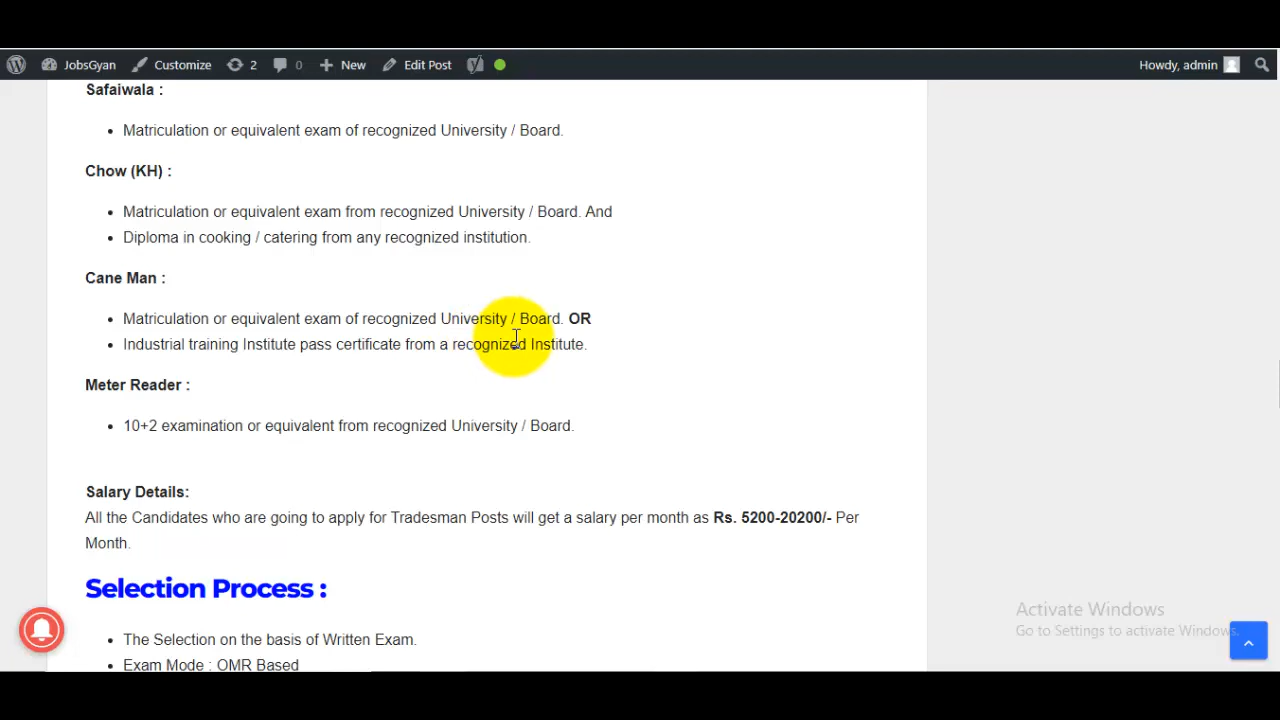 JobsGyan Customize 2 0 New Edit Post Howdy, admin
Safaiwala :
Matriculation or equivalent exam of recognized University / Board.
Chow (KH) :
Matriculation or equivalent exam from recognized University / Board. And
Diploma in cooking / catering from any recognized institution.
Cane Man :
Matriculation or equivalent exam of recognized University / Board. OR
Industrial training Institute pass certificate from a recognized Institute.
Meter Reader :
10+2 examination or equivalent from recognized University / Board.
Salary Details:
All the Candidates who are going to apply for Tradesman Posts will get a salary per month as Rs. 5200-20200/- Per
Month.
Selection Process :
The Selection on the basis of Written Exam.
Exam Mode : OMR Based
Activate Windows
Go to Settings to activate Windows.